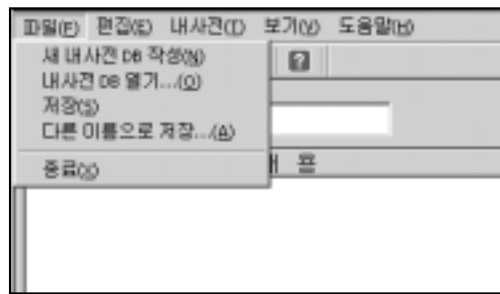 파일(F) 편집(E) 내사전(T) 보기(V) 도움말(H)
새 내사전 DB 작성(N)
내사전 DB 열기...(O)
저장(S)
다른 이름으로 저장...(A)
종료(X)
표